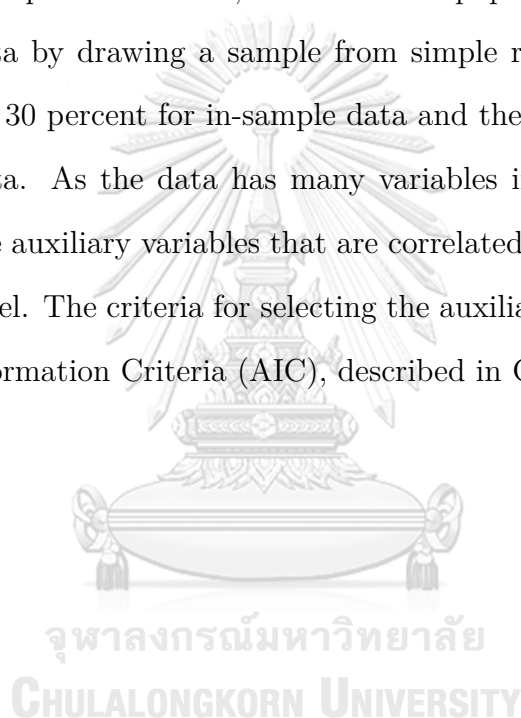 ta by drawing a sample from simple r
30 percent for in-sample data and the
ta. As the data has many variables i
e auxiliary variables that are correlated
el. The criteria for selecting the auxilia
ormation Criteria (AIC), described in C
จุฬาลงกรณ์มหาวิทยาลัย
CHULALONGKORN UNIVERSITY